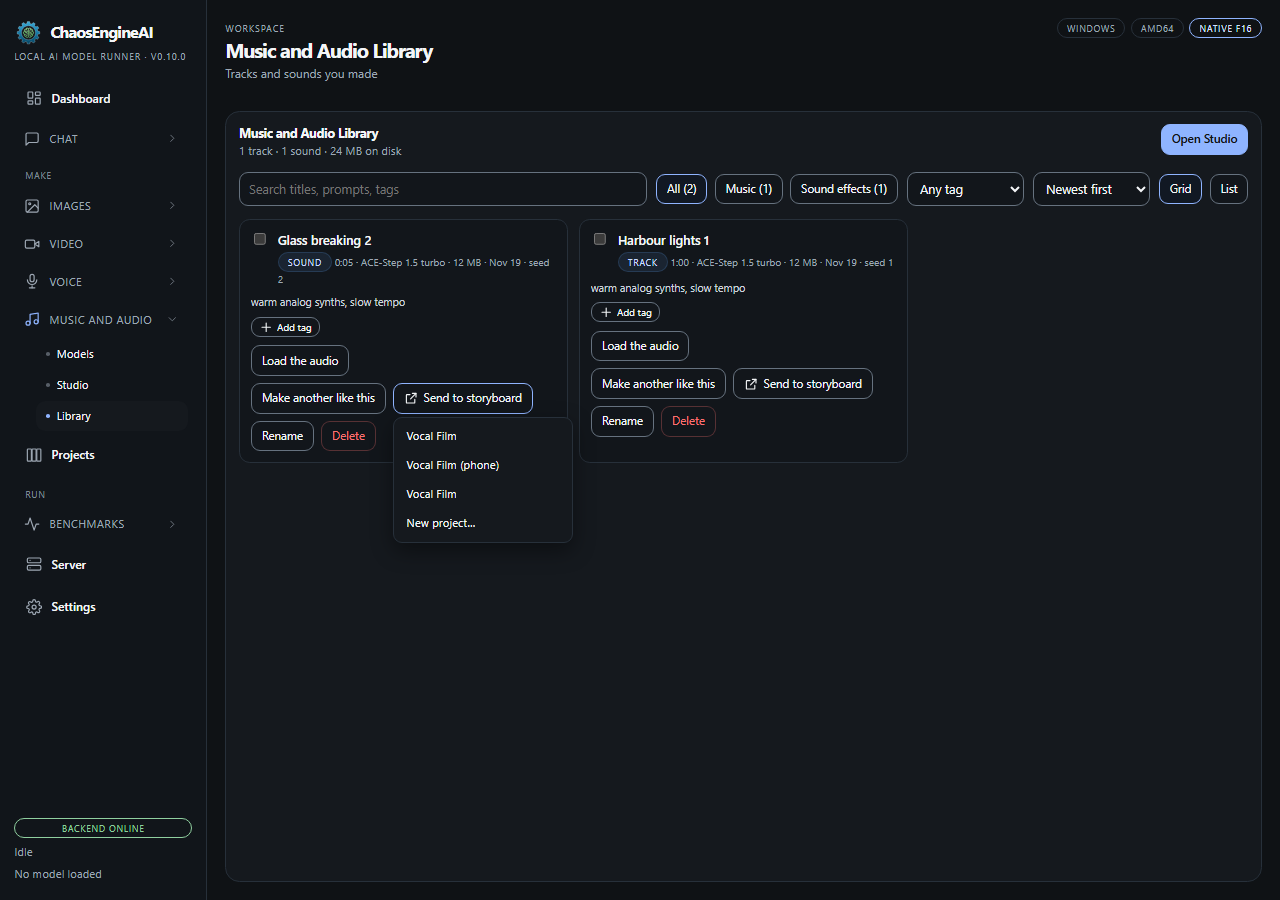 ChaosEngineAI
LOCAL AI MODEL RUNNER · V0.10.0
Dashboard
CHAT
MAKE
IMAGES
VIDEO
VOICE
MUSIC AND AUDIO
Models
Studio
Library
Projects
RUN
BENCHMARKS
Server
Settings
BACKEND ONLINE
Idle
No model loaded
WORKSPACE
Music and Audio Library
Tracks and sounds you made
WINDOWS
AMD64
NATIVE F16
Music and Audio Library
1 track · 1 sound · 24 MB on disk
Open Studio
Search titles, prompts, tags
All (2)
Music (1)
Sound effects (1)
Any tag
Newest first
Grid
List
Glass breaking 2
SOUND 0:05 · ACE-Step 1.5 turbo · 12 MB · Nov 19 · seed
2
warm analog synths, slow tempo
Add tag
Load the audio
Make another like this
Send to storyboard
Rename
Delete
Vocal Film
Vocal Film (phone)
Vocal Film
New project...
Harbour lights 1
TRACK 1:00 · ACE-Step 1.5 turbo · 12 MB · Nov 19 · seed 1
warm analog synths, slow tempo
Add tag
Load the audio
Make another like this
Send to storyboard
Rename
Delete